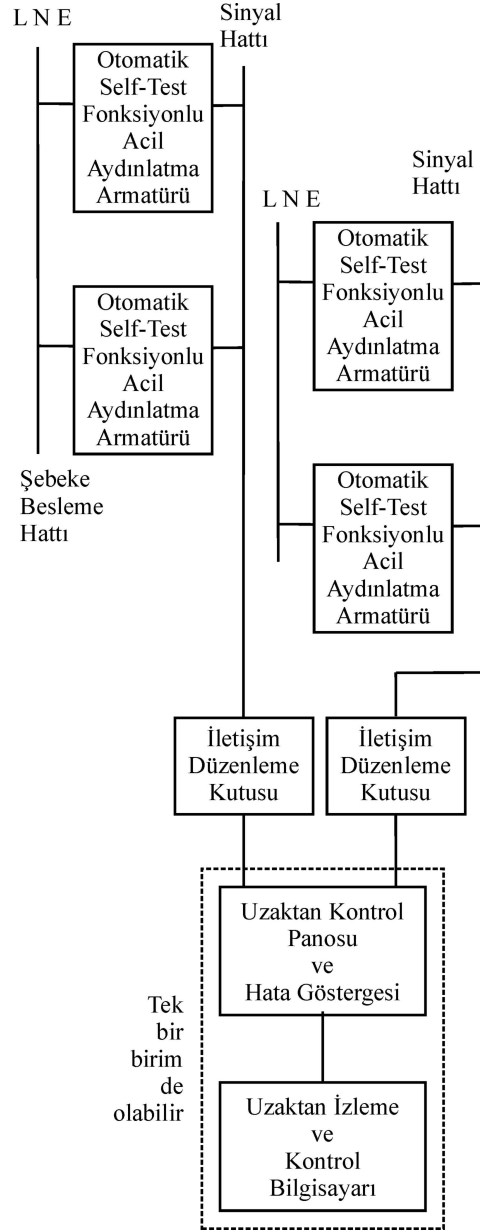 L N E
Sinyal
Hattı
Otomatik
Self-Test
Fonksiyonlu
Acil
Aydınlatma
Armatürü
Otomatik
Self-Test
Fonksiyonlu
Acil
Aydınlatma
Armatürü
Şebeke
Besleme
Hattı
L N E
Sinyal
Hattı
Otomatik
Self-Test
Fonksiyonlu
Acil
Aydınlatma
Armatürü
Otomatik
Self-Test
Fonksiyonlu
Acil
Aydınlatma
Armatürü
İletişim
Düzenleme
Kutusu
İletişim
Düzenleme
Kutusu
Uzaktan Kontrol
Panosu
ve
Hata Göstergesi
Tek
bir
birim
de
olabilir
Uzaktan İzleme
ve
Kontrol
Bilgisayarı